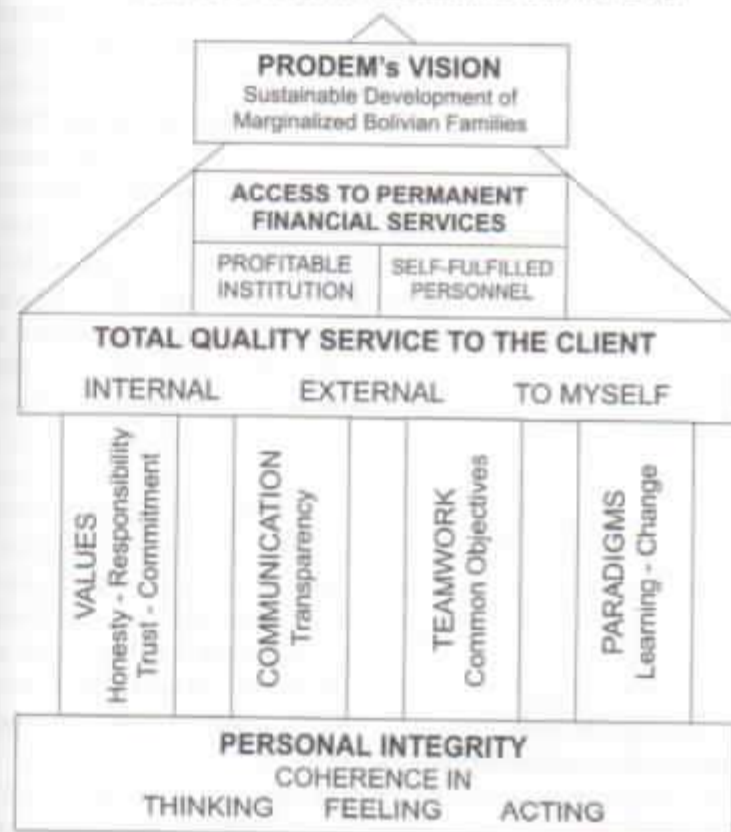 PRODEM's VISION
Sustainable Development of
Marginalized Bolivian Families
ACCESS TO PERMANENT
FINANCIAL SERVICES
PROFITABLE
INSTITUTION
SELF-FULFILLED
PERSONNEL
TOTAL QUALITY SERVICE TO THE CLIENT
INTERNAL EXTERNAL TO MYSELF
VALUES
Honesty - Responsibility
Trust - Commitment
COMMUNICATION
Transparency
TEAMWORK
Common Objectives
PARADIGMS
Learning - Change
PERSONAL INTEGRITY
COHERENCE IN
THINKING FEELING ACTING